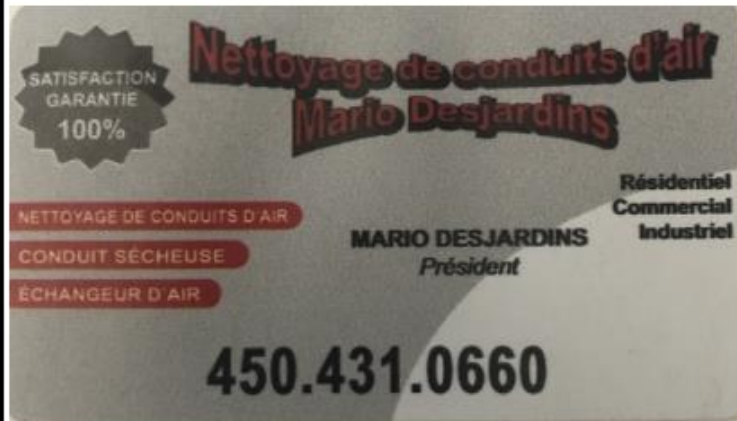 SATISFACTION
GARANTIE
100%
Nettoyage de conduits d'air
Mario Desjardins
Résidentiel
Commercial
Industriel
NETTOYAGE DE CONDUITS D'AIR
CONDUIT SÉCHEUSE
ÉCHANGEUR D'AIR
MARIO DESJARDINS
Président
450.431.0660